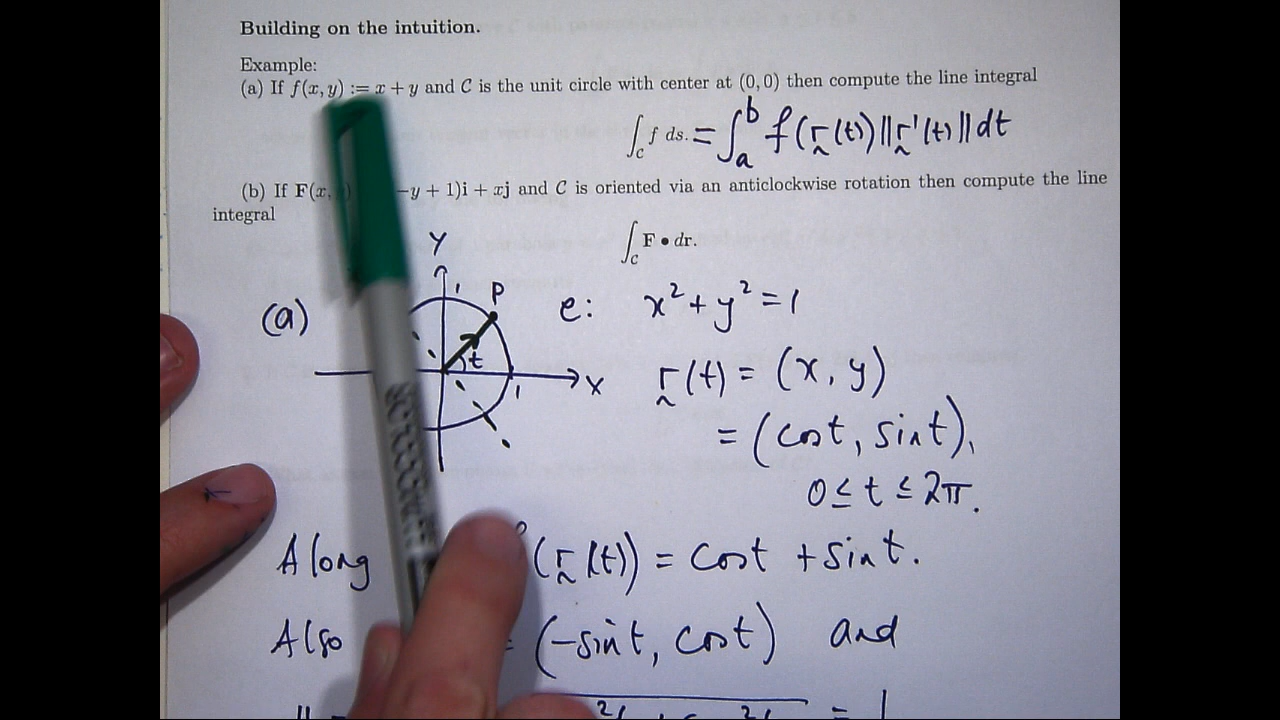 Building on the intuition.
Example:
(a) If f(x, y) := x + y and C is the unit circle with center at (0, 0) then compute the line integral
∫_C f ds. = ∫_a^b f(r(t)) ||r'(t)|| dt
(b) If F(x, −y + 1)i + xj and C is oriented via an anticlockwise rotation then compute the line
integral
∫_C F • dr.
(a)
Y
1
P
t
X
1
C: x² + y² = 1
r(t) = (x, y)
= (cos t, sin t),
0 ≤ t ≤ 2π.
Along (r(t)) = cos t + sin t.
Also = (−sin t, cos t) and
= 1